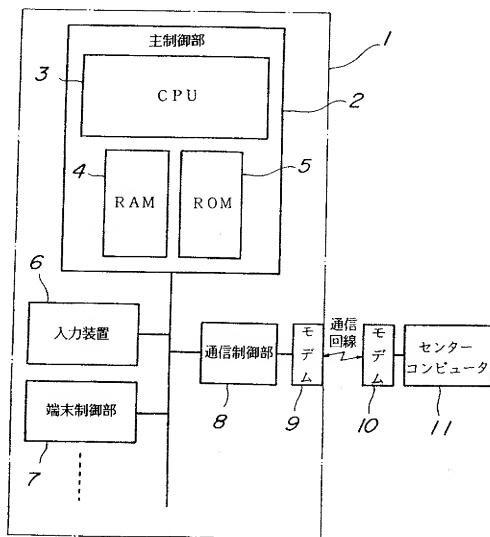 主制御部
1
3
CPU
2
4
5
RAM
ROM
6
入力装置
通信制御部
8
モデム
9
通信
回線
モデム
10
センター
コンピュータ
11
端末制御部
7